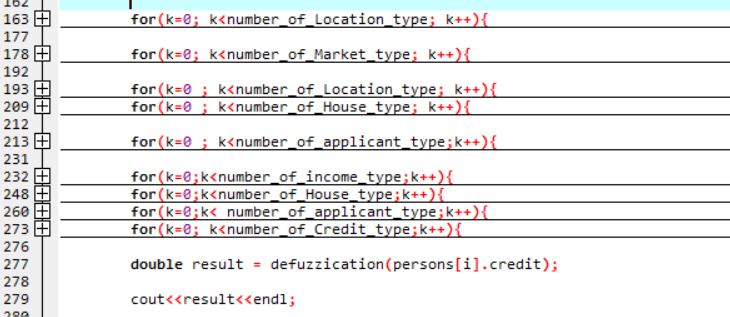 162
163 for(k=0; k<number_of_Location_type; k++){
177
178 for(k=0; k<number_of_Market_type; k++){
192
193 for(k=0 ; k<number_of_Location_type; k++){
209 for(k=0 ; k<number_of_House_type; k++){
212
213 for(k=0 ; k<number_of_applicant_type;k++){
231
232 for(k=0;k<number_of_income_type;k++){
248 for(k=0;k<number_of_House_type;k++){
260 for(k=0;k< number_of_applicant_type;k++){
273 for(k=0; k<number_of_Credit_type;k++){
276
277 double result = defuzzication(persons[i].credit);
278
279 cout<<result<<endl;
280